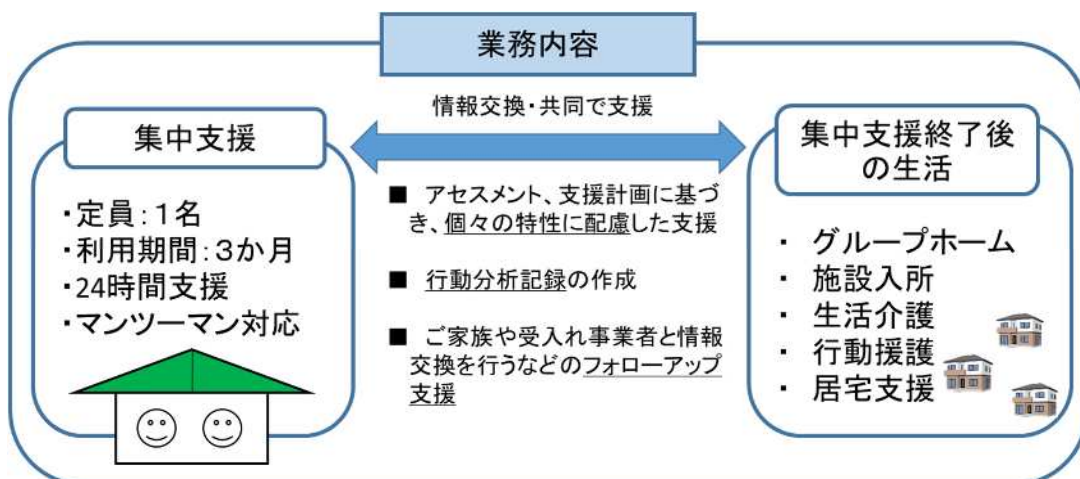 業務内容
集中支援
・定員：１名
・利用期間：３か月
・24時間支援
・マンツーマン対応
情報交換・共同で支援
■ アセスメント、支援計画に基づ
き、個々の特性に配慮した支援
■ 行動分析記録の作成
■ ご家族や受入れ事業者と情報
交換を行うなどのフォローアップ
支援
集中支援終了後
の生活
・ グループホーム
・ 施設入所
・ 生活介護
・ 行動援護
・ 居宅支援